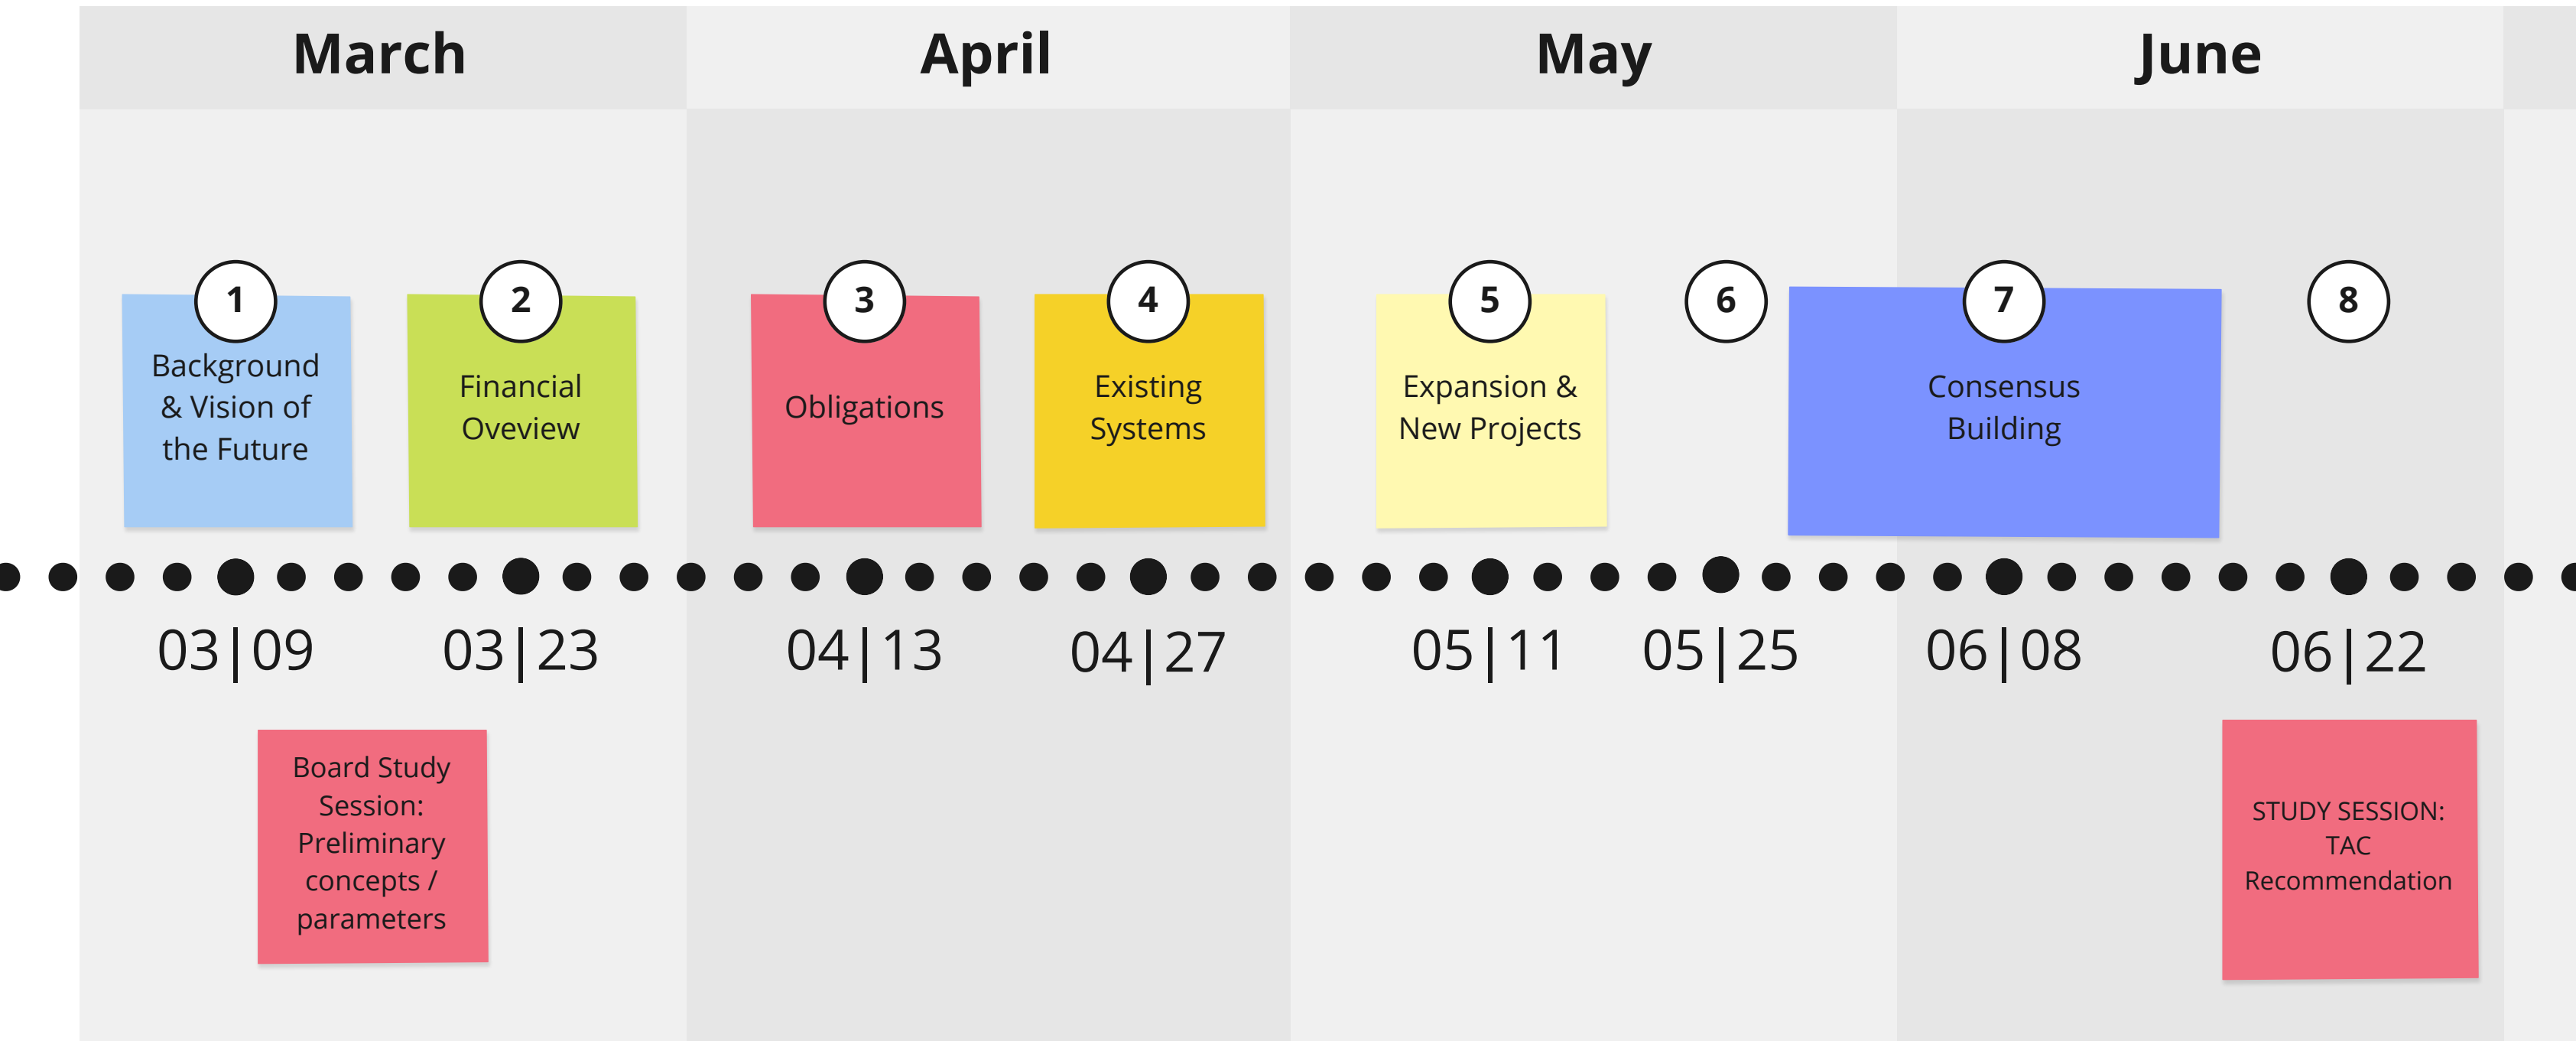 March
April
May
June
1
2
3
4
5
6
7
8
Background
& Vision of
the Future
Financial
Oveview
Obligations
Existing
Systems
Expansion &
New Projects
Consensus
Building
03|09
03|23
04|13
04|27
05|11
05|25
06|08
06|22
Board Study
Session:
Preliminary
concepts /
parameters
STUDY SESSION:
TAC
Recommendation